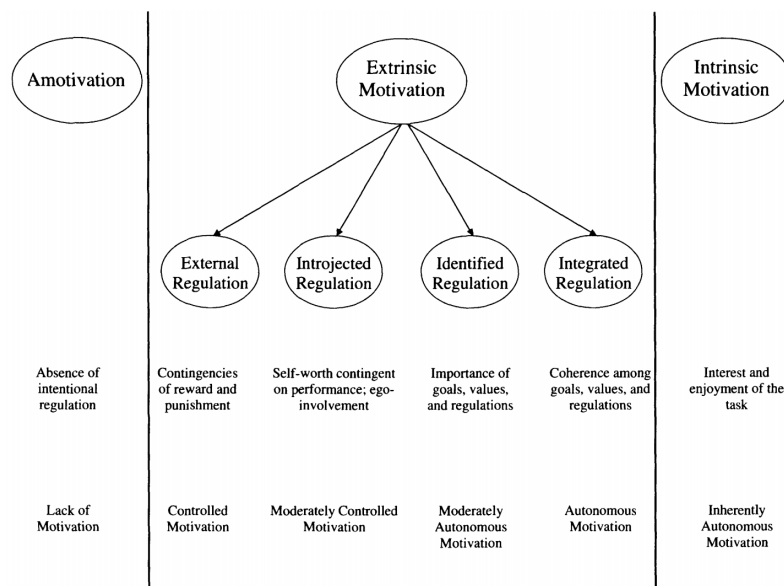 Amotivation
Extrinsic
Motivation
Intrinsic
Motivation
External
Regulation
Introjected
Regulation
Identified
Regulation
Integrated
Regulation
Absence of
intentional
regulation
Contingencies
of reward and
punishment
Self-worth contingent
on performance; ego-
involvement
Importance of
goals, values,
and regulations
Coherence among
goals, values, and
regulations
Interest and
enjoyment of the
task
Lack of
Motivation
Controlled
Motivation
Moderately Controlled
Motivation
Moderately
Autonomous
Motivation
Autonomous
Motivation
Inherently
Autonomous
Motivation